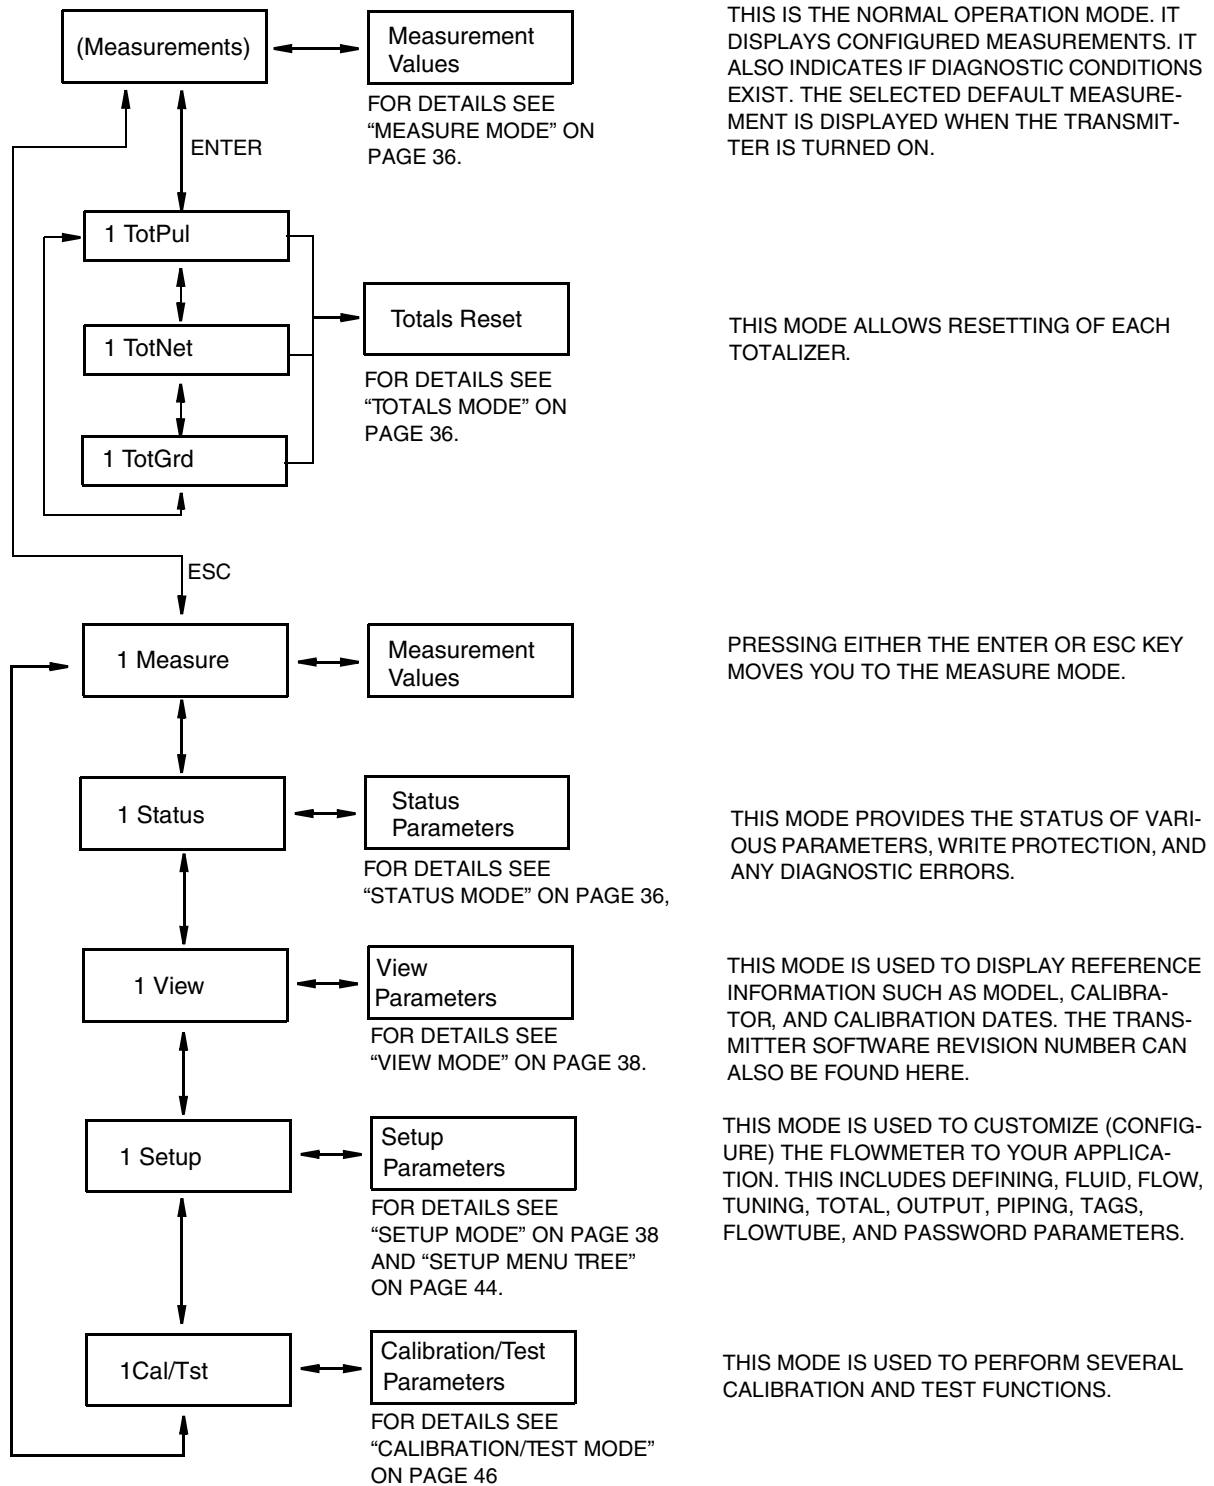 (Measurements)
Measurement
Values
FOR DETAILS SEE
“MEASURE MODE” ON
PAGE 36.
THIS IS THE NORMAL OPERATION MODE. IT
DISPLAYS CONFIGURED MEASUREMENTS. IT
ALSO INDICATES IF DIAGNOSTIC CONDITIONS
EXIST. THE SELECTED DEFAULT MEASURE-
MENT IS DISPLAYED WHEN THE TRANSMIT-
TER IS TURNED ON.
ENTER
1 TotPul
1 TotNet
1 TotGrd
Totals Reset
FOR DETAILS SEE
“TOTALS MODE” ON
PAGE 36.
THIS MODE ALLOWS RESETTING OF EACH
TOTALIZER.
ESC
1 Measure
Measurement
Values
PRESSING EITHER THE ENTER OR ESC KEY
MOVES YOU TO THE MEASURE MODE.
1 Status
Status
Parameters
FOR DETAILS SEE
“STATUS MODE” ON PAGE 36,
THIS MODE PROVIDES THE STATUS OF VARI-
OUS PARAMETERS, WRITE PROTECTION, AND
ANY DIAGNOSTIC ERRORS.
1 View
View
Parameters
FOR DETAILS SEE
“VIEW MODE” ON PAGE 38.
THIS MODE IS USED TO DISPLAY REFERENCE
INFORMATION SUCH AS MODEL, CALIBRA-
TOR, AND CALIBRATION DATES. THE TRANS-
MITTER SOFTWARE REVISION NUMBER CAN
ALSO BE FOUND HERE.
1 Setup
Setup
Parameters
FOR DETAILS SEE
“SETUP MODE” ON PAGE 38
AND “SETUP MENU TREE”
ON PAGE 44.
THIS MODE IS USED TO CUSTOMIZE (CONFIG-
URE) THE FLOWMETER TO YOUR APPLICA-
TION. THIS INCLUDES DEFINING, FLUID, FLOW,
TUNING, TOTAL, OUTPUT, PIPING, TAGS,
FLOWTUBE, AND PASSWORD PARAMETERS.
1Cal/Tst
Calibration/Test
Parameters
FOR DETAILS SEE
“CALIBRATION/TEST MODE”
ON PAGE 46
THIS MODE IS USED TO PERFORM SEVERAL
CALIBRATION AND TEST FUNCTIONS.